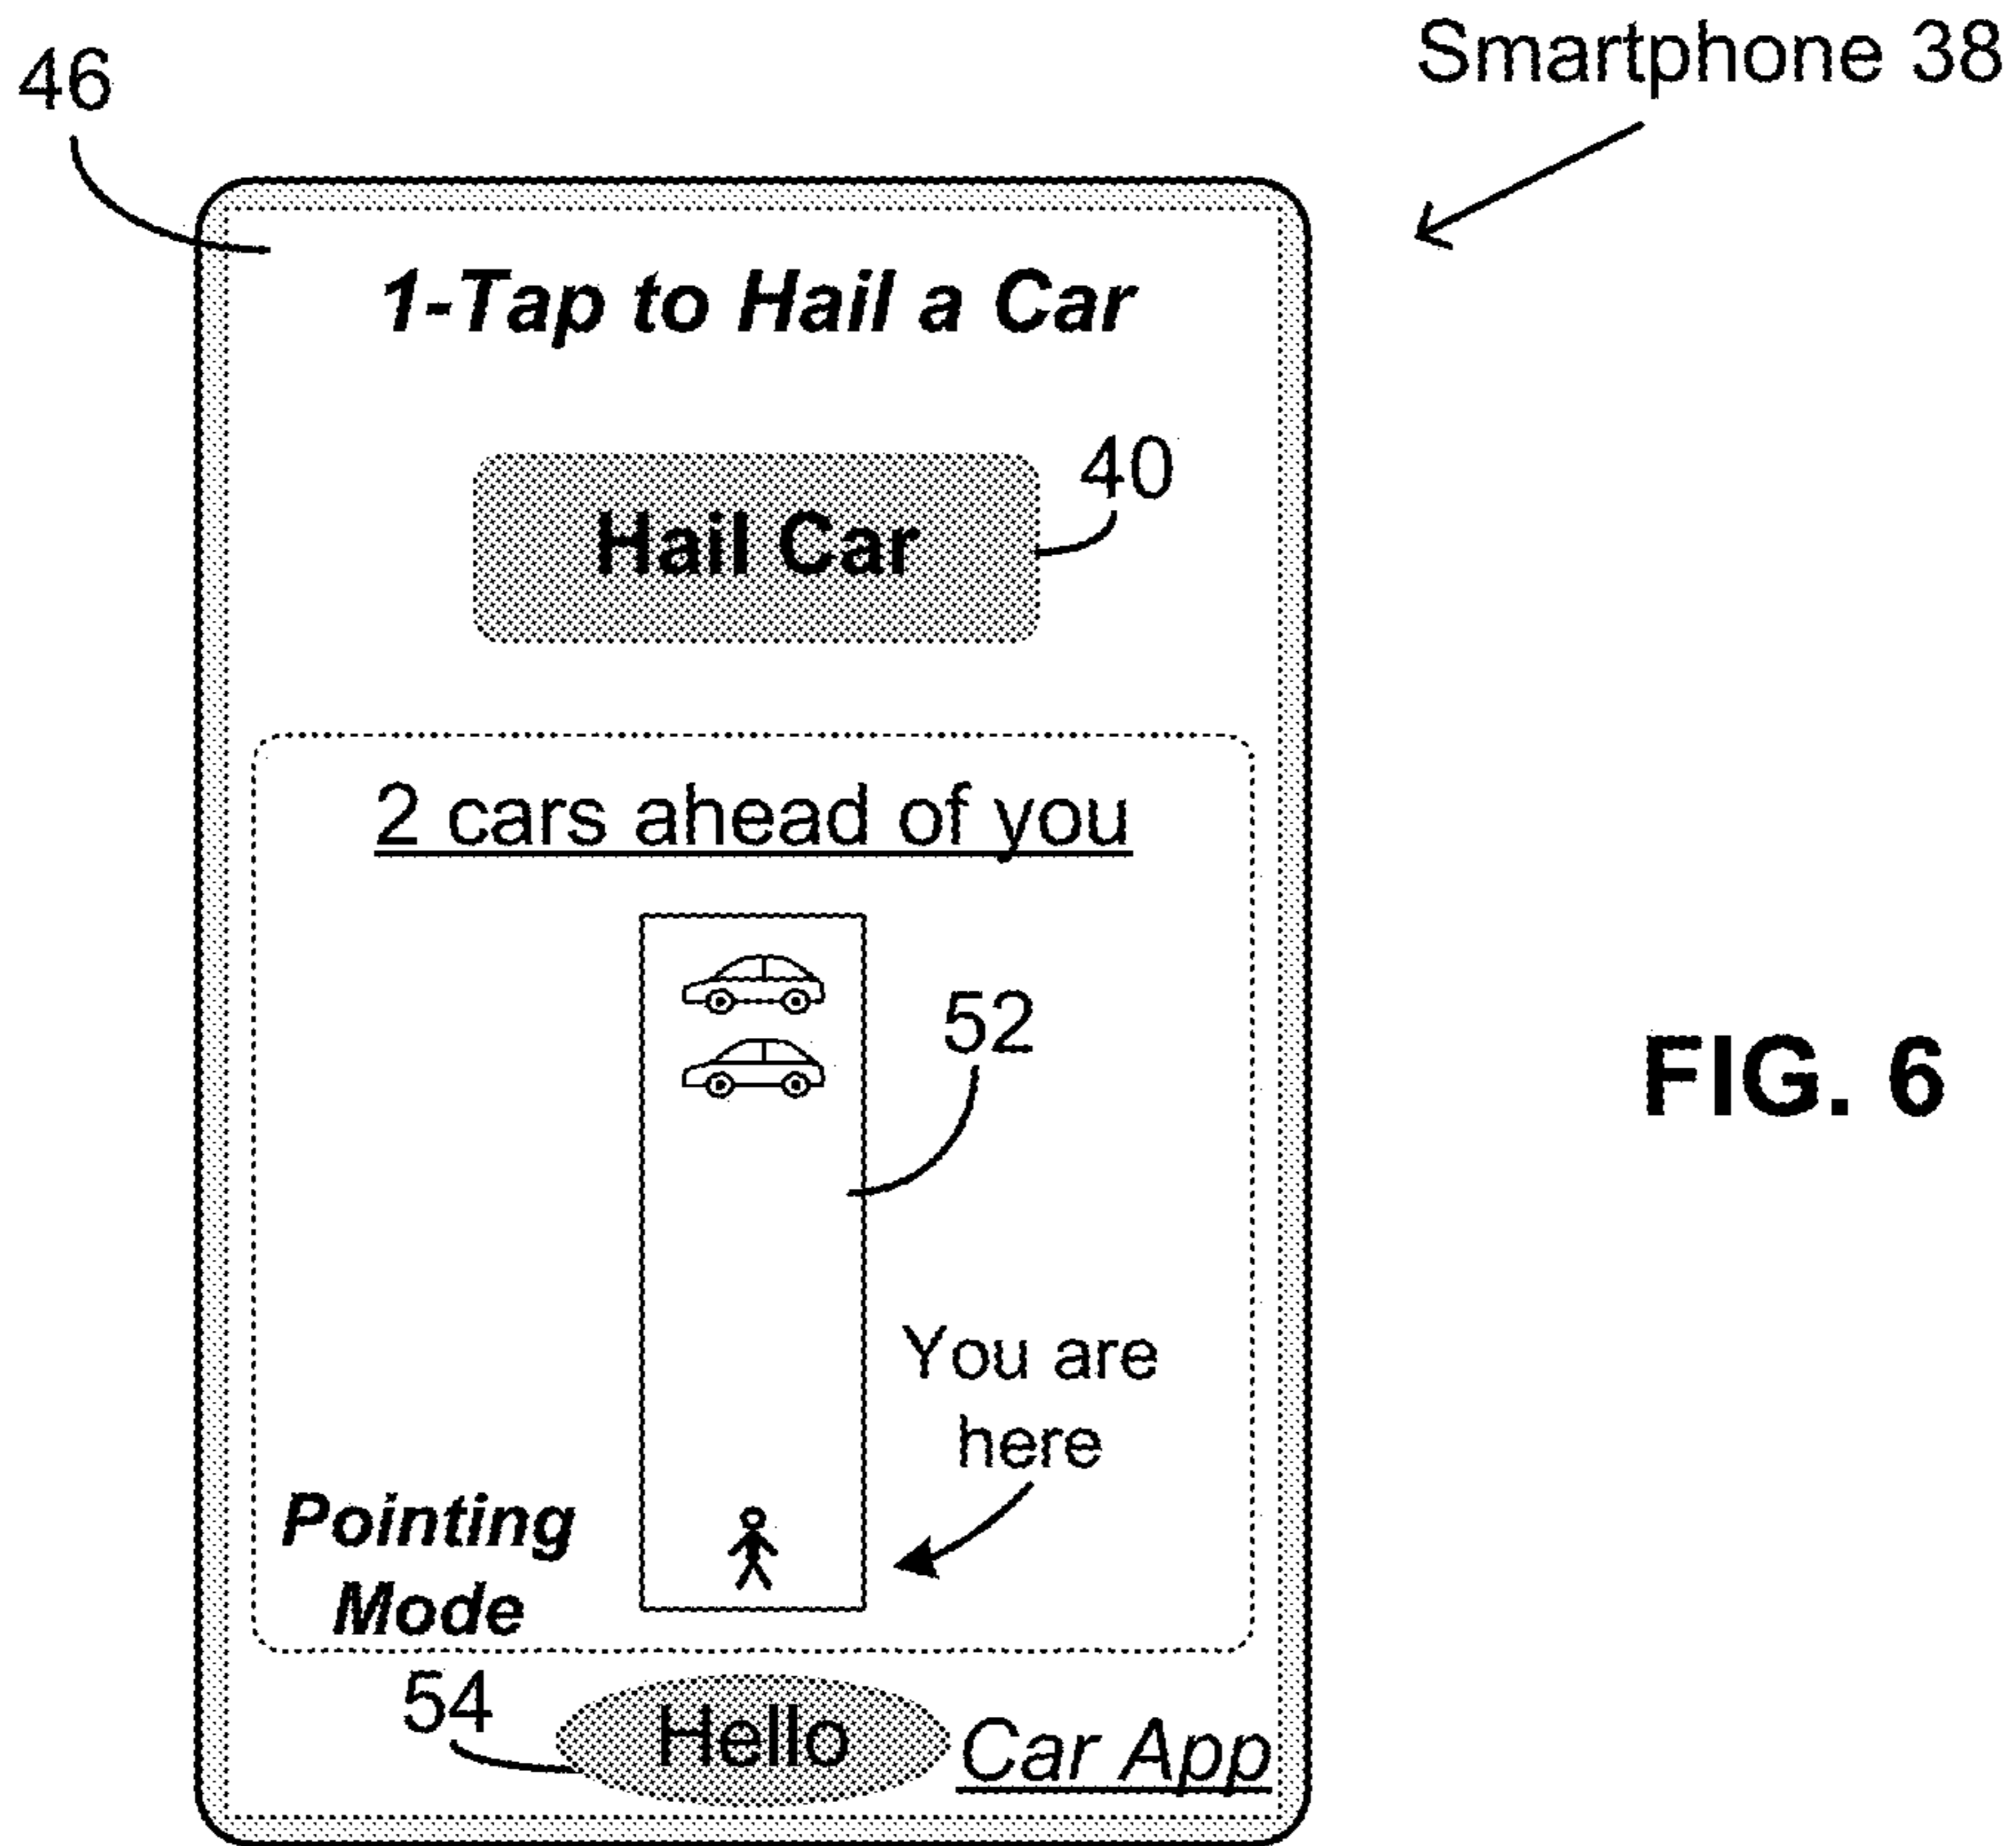 46
Smartphone 38
1-Tap to Hail a Car
40
Hail Car
2 cars ahead of you
52
FIG. 6
You are
here
Pointing
Mode
54
Hello
Car App